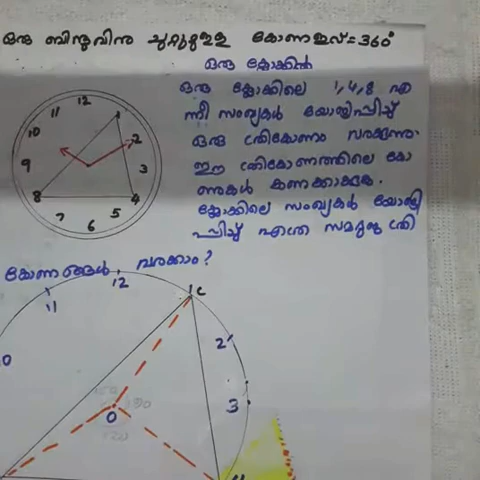 ഒരു ബിന്ദുവിനു ചുറ്റുമുള്ള കോണളവ് = 360°
ഒരു ക്ലോക്കിൽ
ഒരു ക്ലോക്കിലെ 1, 4, 8 എ
ന്നീ സംഖ്യകൾ യോജിപ്പിച്ച്
ഒരു ത്രികോണം വരക്കുന്നു.
ഈ ത്രികോണത്തിലെ കോ
ണുകൾ കണക്കാക്കുക.
ക്ലോക്കിലെ സംഖ്യകൾ യോജി
പ്പിച്ച് എത്ര സമഭുജ ത്രി
കോണങ്ങൾ വരക്കാം?
12
11
1
10
2
9
3
8
4
7
5
6
12
11
1 C
2
3
O